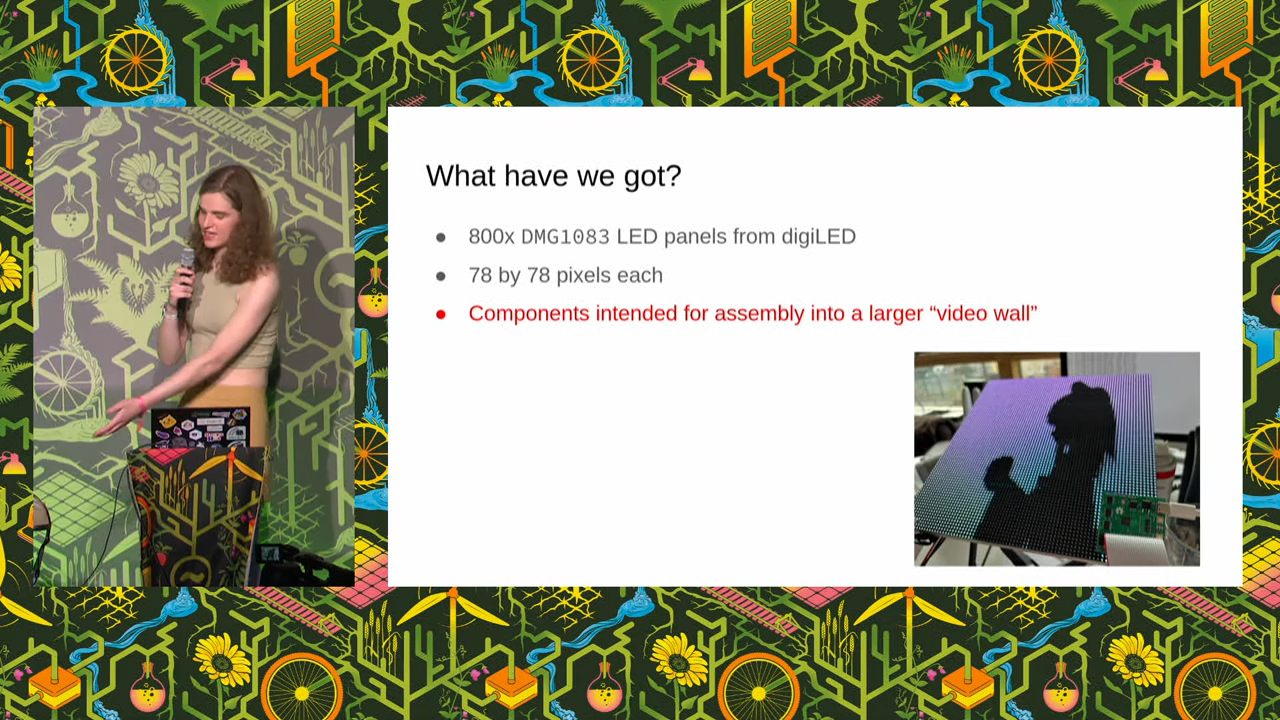 What have we got?
● 800x DMG1083 LED panels from digiLED
● 78 by 78 pixels each
● Components intended for assembly into a larger “video wall”